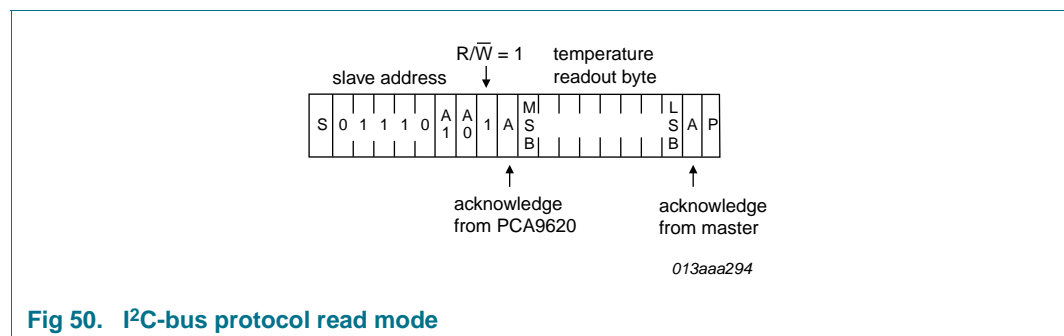 R/W̅ = 1 temperature
slave address readout byte
S 0 1 1 1 0 A1 A0 1 A MSB LSB A P
acknowledge acknowledge
from PCA9620 from master
013aaa294
Fig 50. I²C-bus protocol read mode